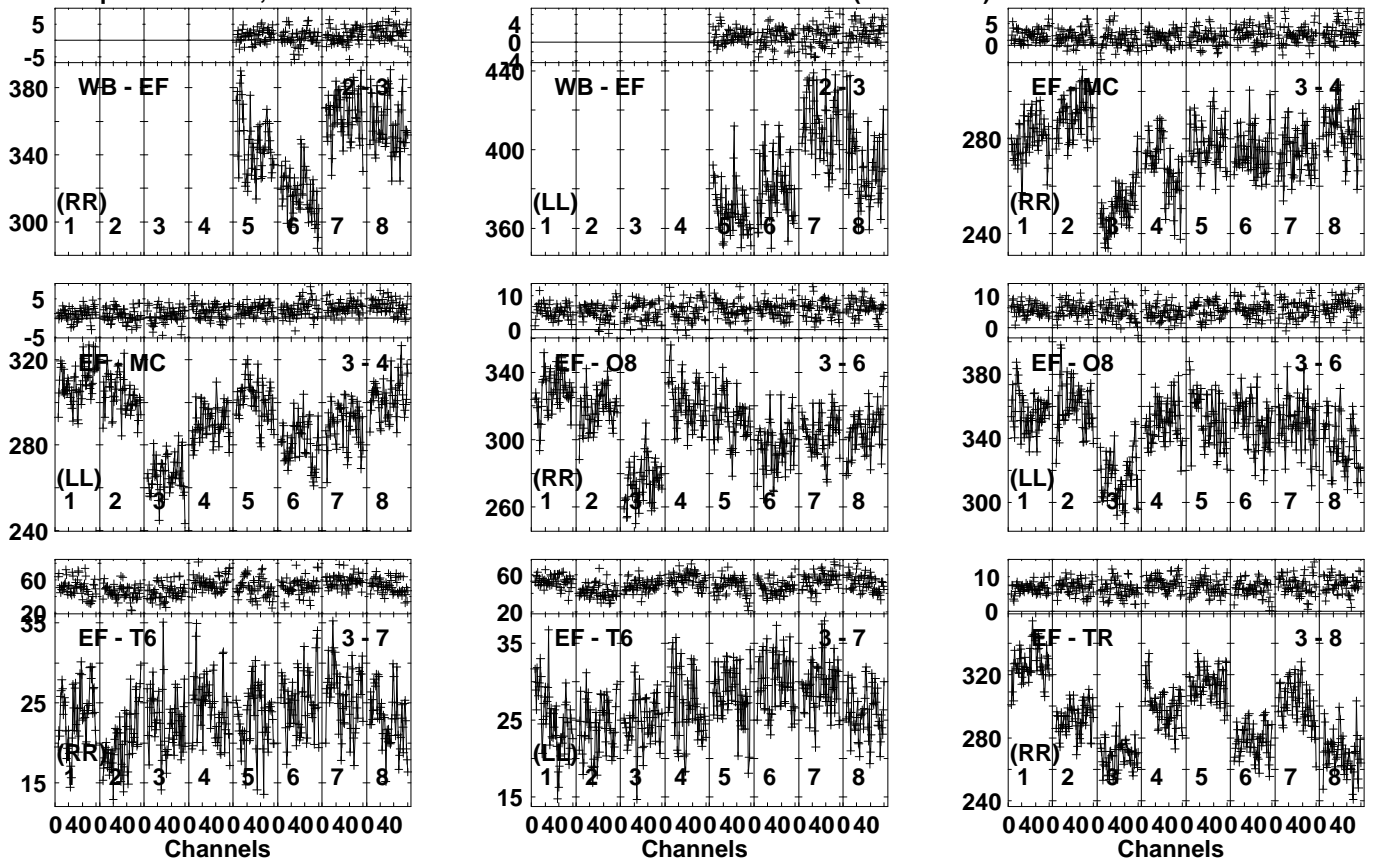 5 4 5
0
-5 -4 0
380 WB - EF 2 - 3 440 WB - EF 2 - 3 EF - MC 3 - 4
340 400 280
(RR) (LL) (RR)
300 1 2 3 4 5 6 7 8 360 1 2 3 4 5 6 7 8 240 1 2 3 4 5 6 7 8
5 10 10
-5 0 0
320 EF - MC 3 - 4 340 EF - O8 3 - 6 380 EF - O8 3 - 6
280 300 340
(LL) (RR) (LL)
240 1 2 3 4 5 6 7 8 260 1 2 3 4 5 6 7 8 300 1 2 3 4 5 6 7 8
60 60 10
20 20 0
35 EF - T6 3 - 7 35 EF - T6 3 - 7 EF - TR 3 - 8
320
25 25 280
(RR) (LL) (RR)
15 1 2 3 4 5 6 7 8 15 1 2 3 4 5 6 7 8 240 1 2 3 4 5 6 7 8
0 40 0 40 0 40 0 40 0 40 0 40 0 40 0 40 0 40 0 40 0 40 0 40 0 40 0 40 0 40 0 40 0 40 0 40 0 40 0 40 0 40 0 40 0 40 0 40
Channels Channels Channels